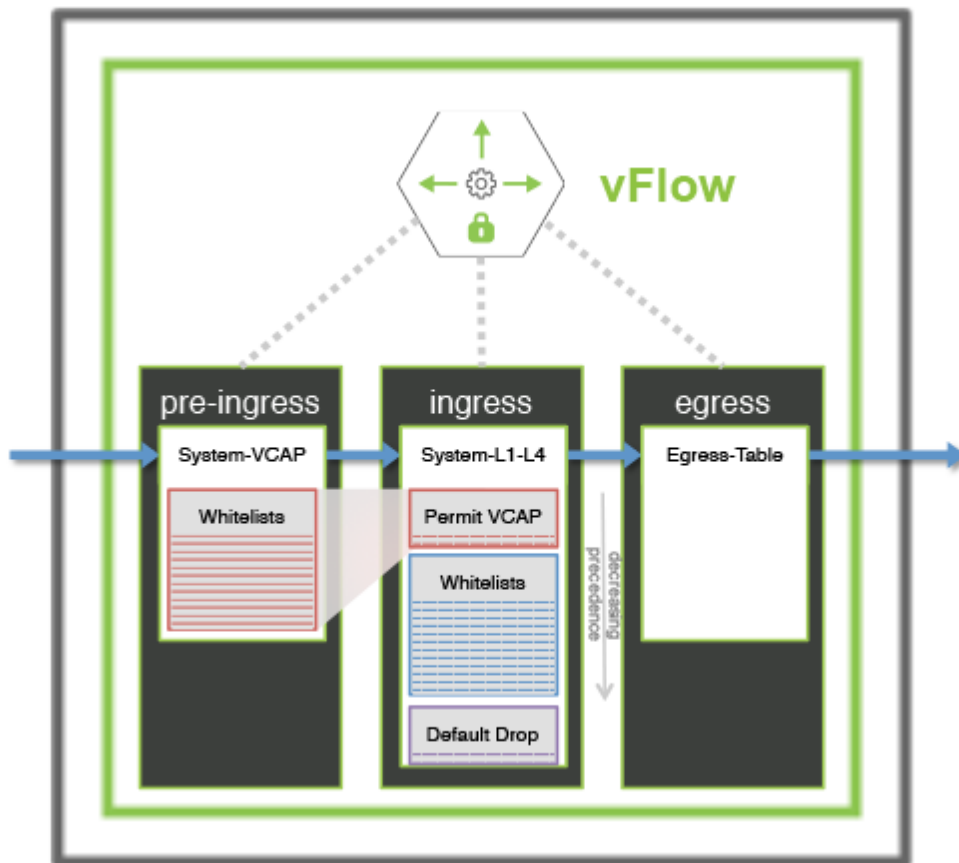 vFlow
pre-ingress
System-VCAP
Whitelists
ingress
System-L1-L4
Permit VCAP
Whitelists
Default Drop
decreasing
precedence
egress
Egress-Table